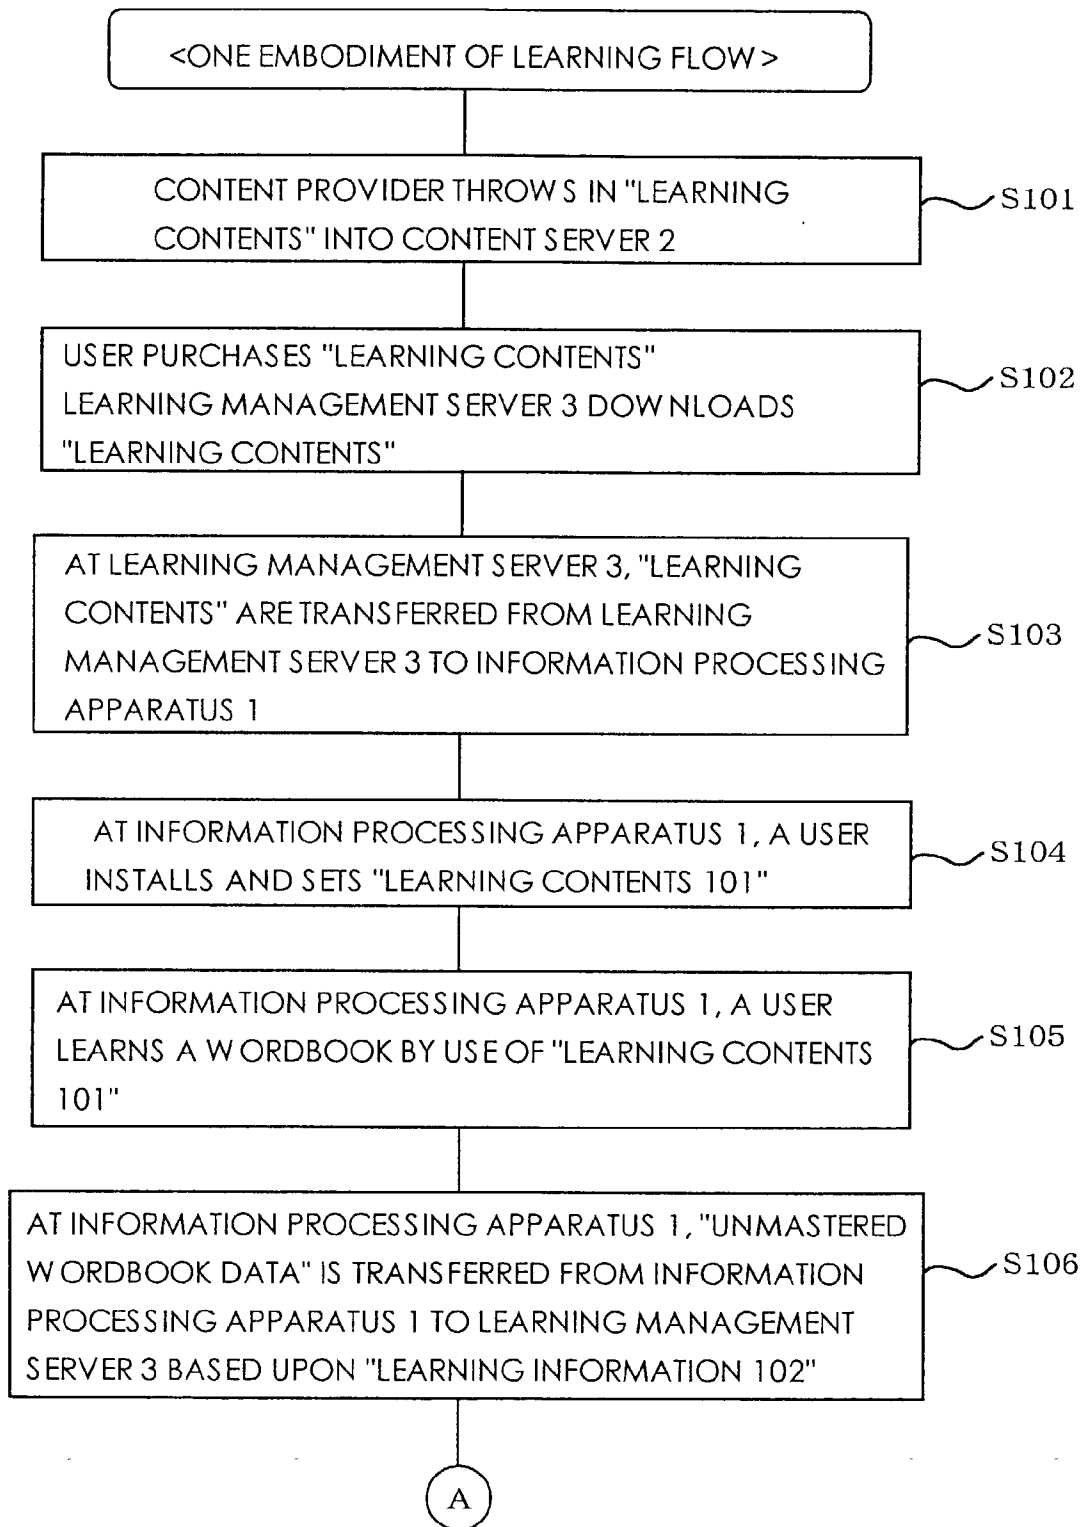 <ONE EMBODIMENT OF LEARNING FLOW>
CONTENT PROVIDER THROWS IN "LEARNING
CONTENTS" INTO CONTENT SERVER 2
S101
USER PURCHASES "LEARNING CONTENTS"
LEARNING MANAGEMENT SERVER 3 DOWNLOADS
"LEARNING CONTENTS"
S102
AT LEARNING MANAGEMENT SERVER 3, "LEARNING
CONTENTS" ARE TRANSFERRED FROM LEARNING
MANAGEMENT SERVER 3 TO INFORMATION PROCESSING
APPARATUS 1
S103
AT INFORMATION PROCESSING APPARATUS 1, A USER
INSTALLS AND SETS "LEARNING CONTENTS 101"
S104
AT INFORMATION PROCESSING APPARATUS 1, A USER
LEARNS A WORDBOOK BY USE OF "LEARNING CONTENTS
101"
S105
AT INFORMATION PROCESSING APPARATUS 1, "UNMASTERED
WORDBOOK DATA" IS TRANSFERRED FROM INFORMATION
PROCESSING APPARATUS 1 TO LEARNING MANAGEMENT
SERVER 3 BASED UPON "LEARNING INFORMATION 102"
S106
A